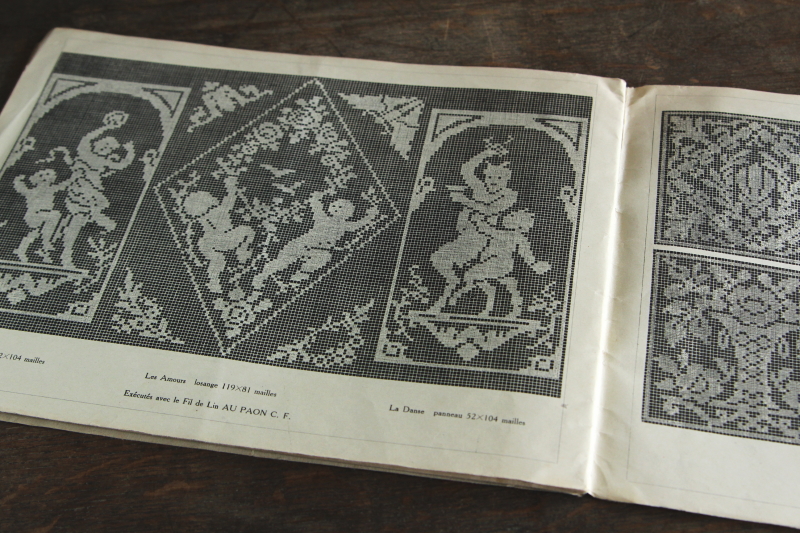 2×104 mailles
Les Amours losange 119×81 mailles
Exécutés avec le Fil de Lin AU PAON C. F.
La Danse panneau 52×104 mailles